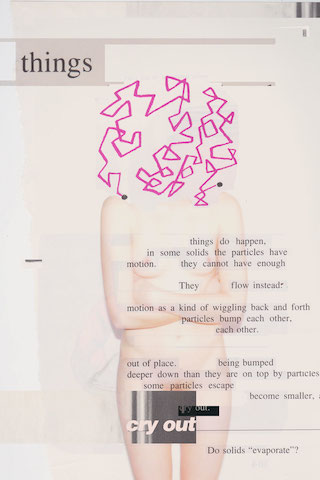 things
things do happen,
in some solids the particles have
motion. they cannot have enough
They flow instead?
motion as a kind of wiggling back and forth
particles bump each other,
each other.
out of place. being bumped
deeper down than they are on top by particles
some particles escape
become smaller,
cry out.
cry out
Do solids “evaporate”?